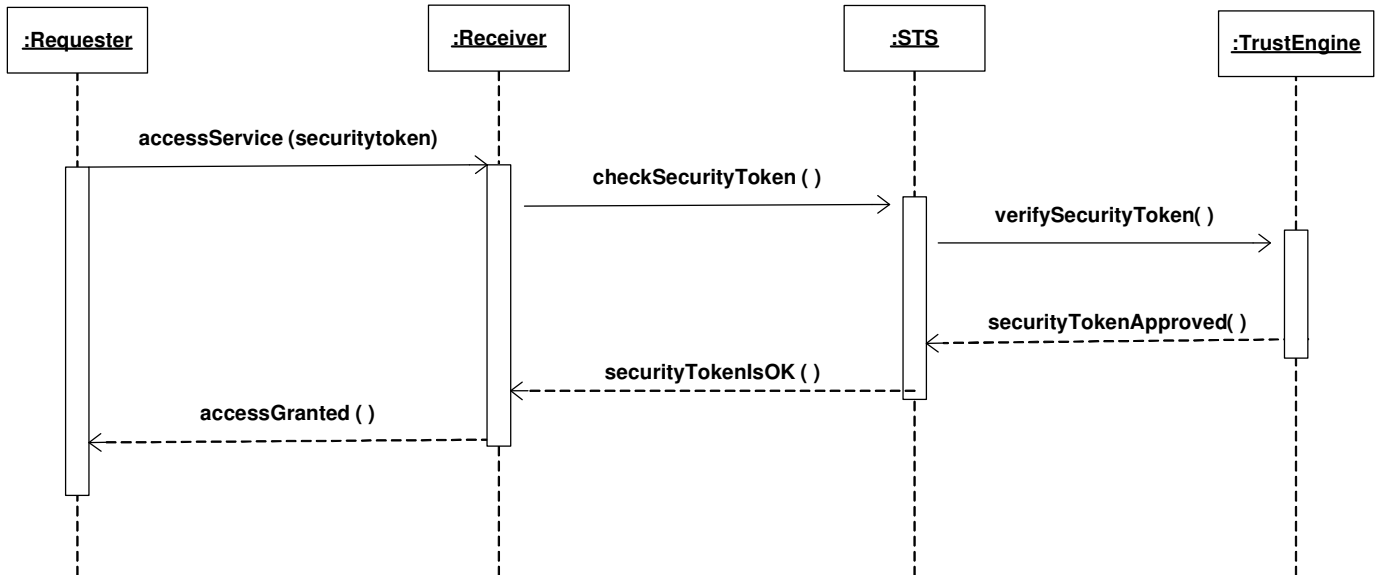 :Requester
:Receiver
:STS
:TrustEngine
accessService (securitytoken)
checkSecurityToken ( )
verifySecurityToken( )
securityTokenApproved( )
securityTokenIsOK ( )
accessGranted ( )